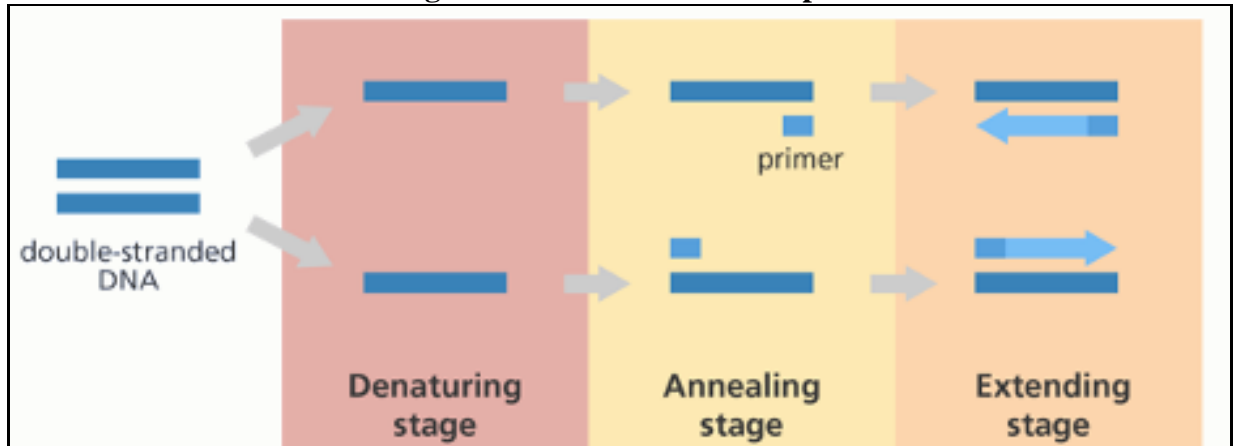 primer
double-stranded
DNA
Denaturing
stage
Annealing
stage
Extending
stage